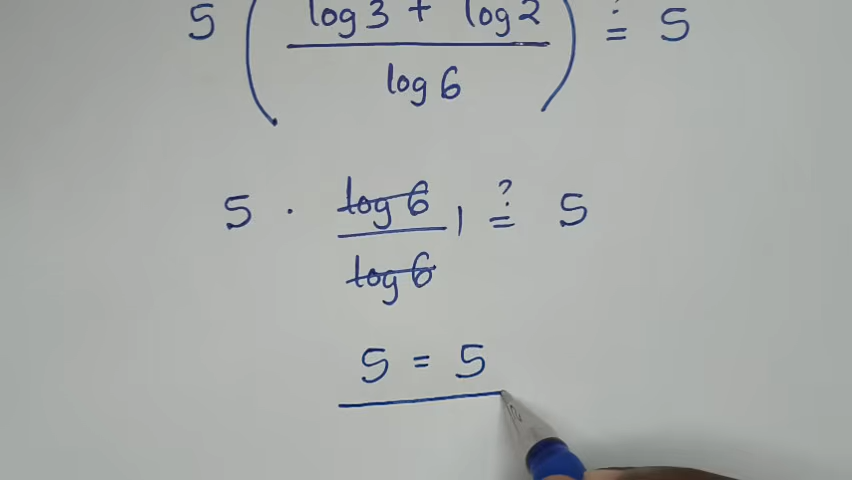 5 ( log 3 + log 2 / log 6 ) ≟ 5
5 · log 6 / log 6 1 ≟ 5
5 = 5